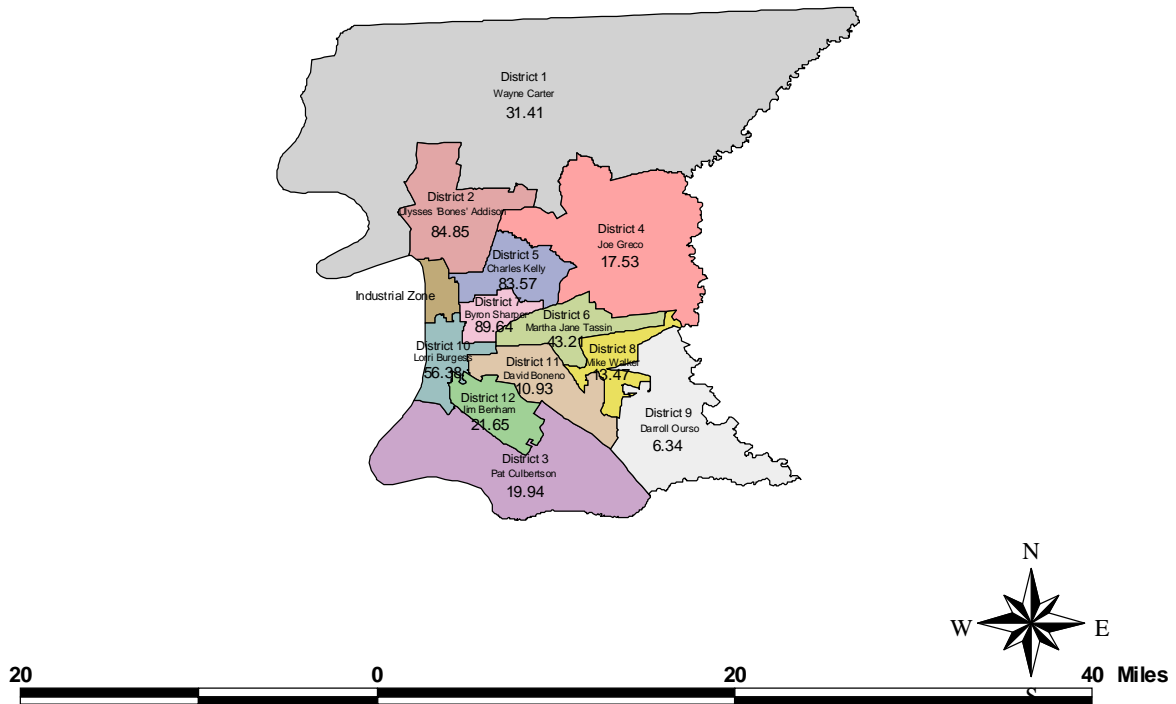 District 1
Wayne Carter
31.41
District 2
Ulysses 'Bones' Addison
84.85
District 4
Joe Greco
17.53
District 5
Charles Kelly
83.57
Industrial Zone
District 7
Byron Sharper
89.64
District 6
Martha Jane Tassin
43.21
District 10
Lorri Burgess
56.38
District 11
David Boneno
10.93
District 8
Mike Walker
13.47
District 12
Jim Benham
21.65
District 9
Darroll Ourso
6.34
District 3
Pat Culbertson
19.94
N
W E
S
20 0 20 40 Miles